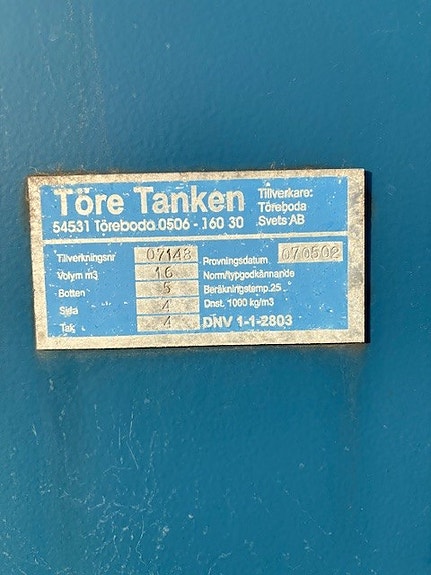 Töre Tanken
54531 Töreboda 0506 - 160 30
Tillverkare:
Töreboda
Svets AB
Tillverkningsnr 07148
Volym m3 16
Botten 5
Sida 4
Tak 4
Provningsdatum 070502
Norm/typgodkännande
Beräkningstemp.25
Dnst. 1000 kg/m3
DNV 1-1-2803